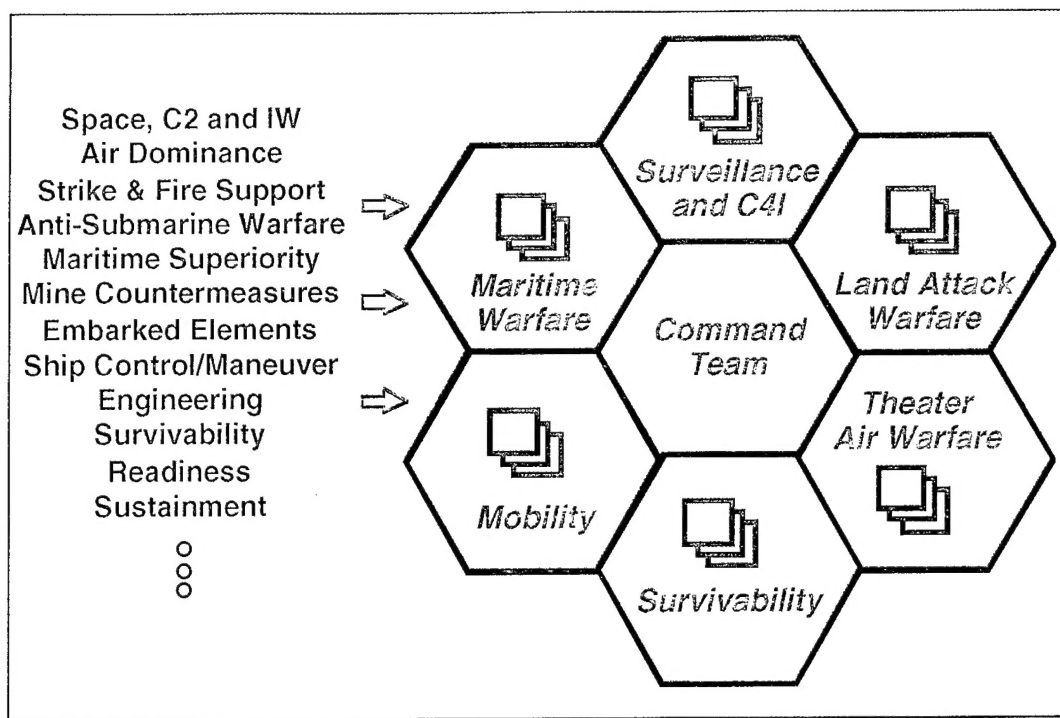 Space, C2 and IW
Air Dominance
Strike & Fire Support
Anti-Submarine Warfare
Maritime Superiority
Mine Countermeasures
Embarked Elements
Ship Control/Maneuver
Engineering
Survivability
Readiness
Sustainment
Surveillance
and C4I
Maritime
Warfare
Land Attack
Warfare
Command
Team
Theater
Air Warfare
Mobility
Survivability